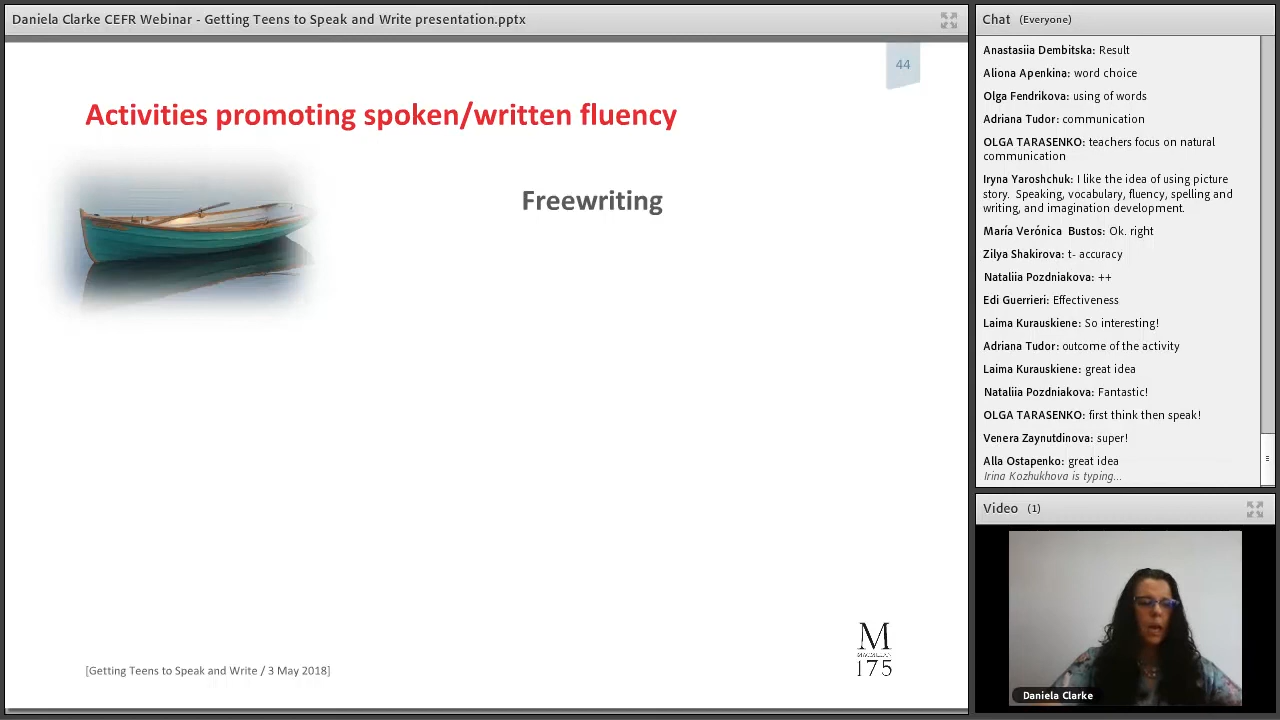 Daniela Clarke CEFR Webinar - Getting Teens to Speak and Write presentation.pptx
44
Activities promoting spoken/written fluency
Freewriting
[Getting Teens to Speak and Write / 3 May 2018]
M
MACMILLAN
175
Chat (Everyone)
Anastasiia Dembitska: Result
Aliona Apenkina: word choice
Olga Fendrikova: using of words
Adriana Tudor: communication
OLGA TARASENKO: teachers focus on natural
communication
Iryna Yaroshchuk: I like the idea of using picture
story. Speaking, vocabulary, fluency, spelling and
writing, and imagination development.
María Verónica Bustos: Ok. right
Zilya Shakirova: t- accuracy
Nataliia Pozdniakova: ++
Edi Guerrieri: Effectiveness
Laima Kurauskiene: So interesting!
Adriana Tudor: outcome of the activity
Laima Kurauskiene: great idea
Nataliia Pozdniakova: Fantastic!
OLGA TARASENKO: first think then speak!
Venera Zaynutdinova: super!
Alla Ostapenko: great idea
Irina Kozhukhova is typing...
Video (1)
Daniela Clarke